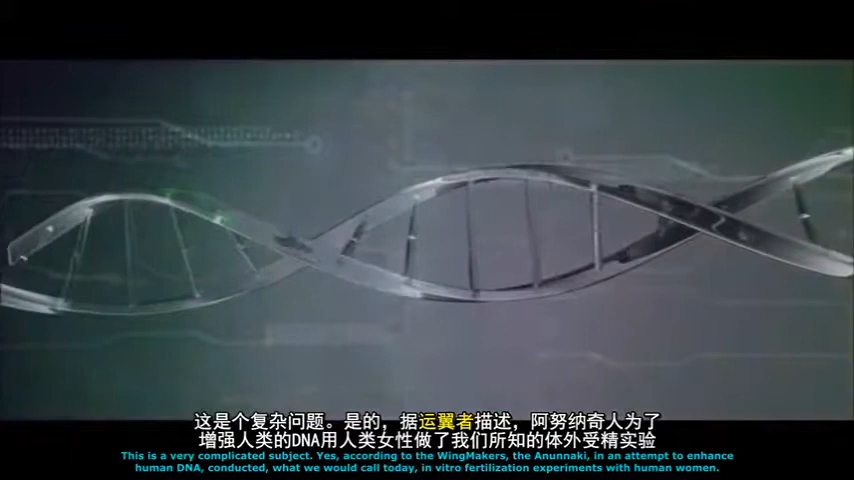 这是个复杂问题。是的，据运翼者描述，阿努纳奇人为了
增强人类的DNA用人类女性做了我们所知的体外受精实验
This is a very complicated subject. Yes, according to the WingMakers, the Anunnaki, in an attempt to enhance
human DNA, conducted, what we would call today, in vitro fertilization experiments with human women.